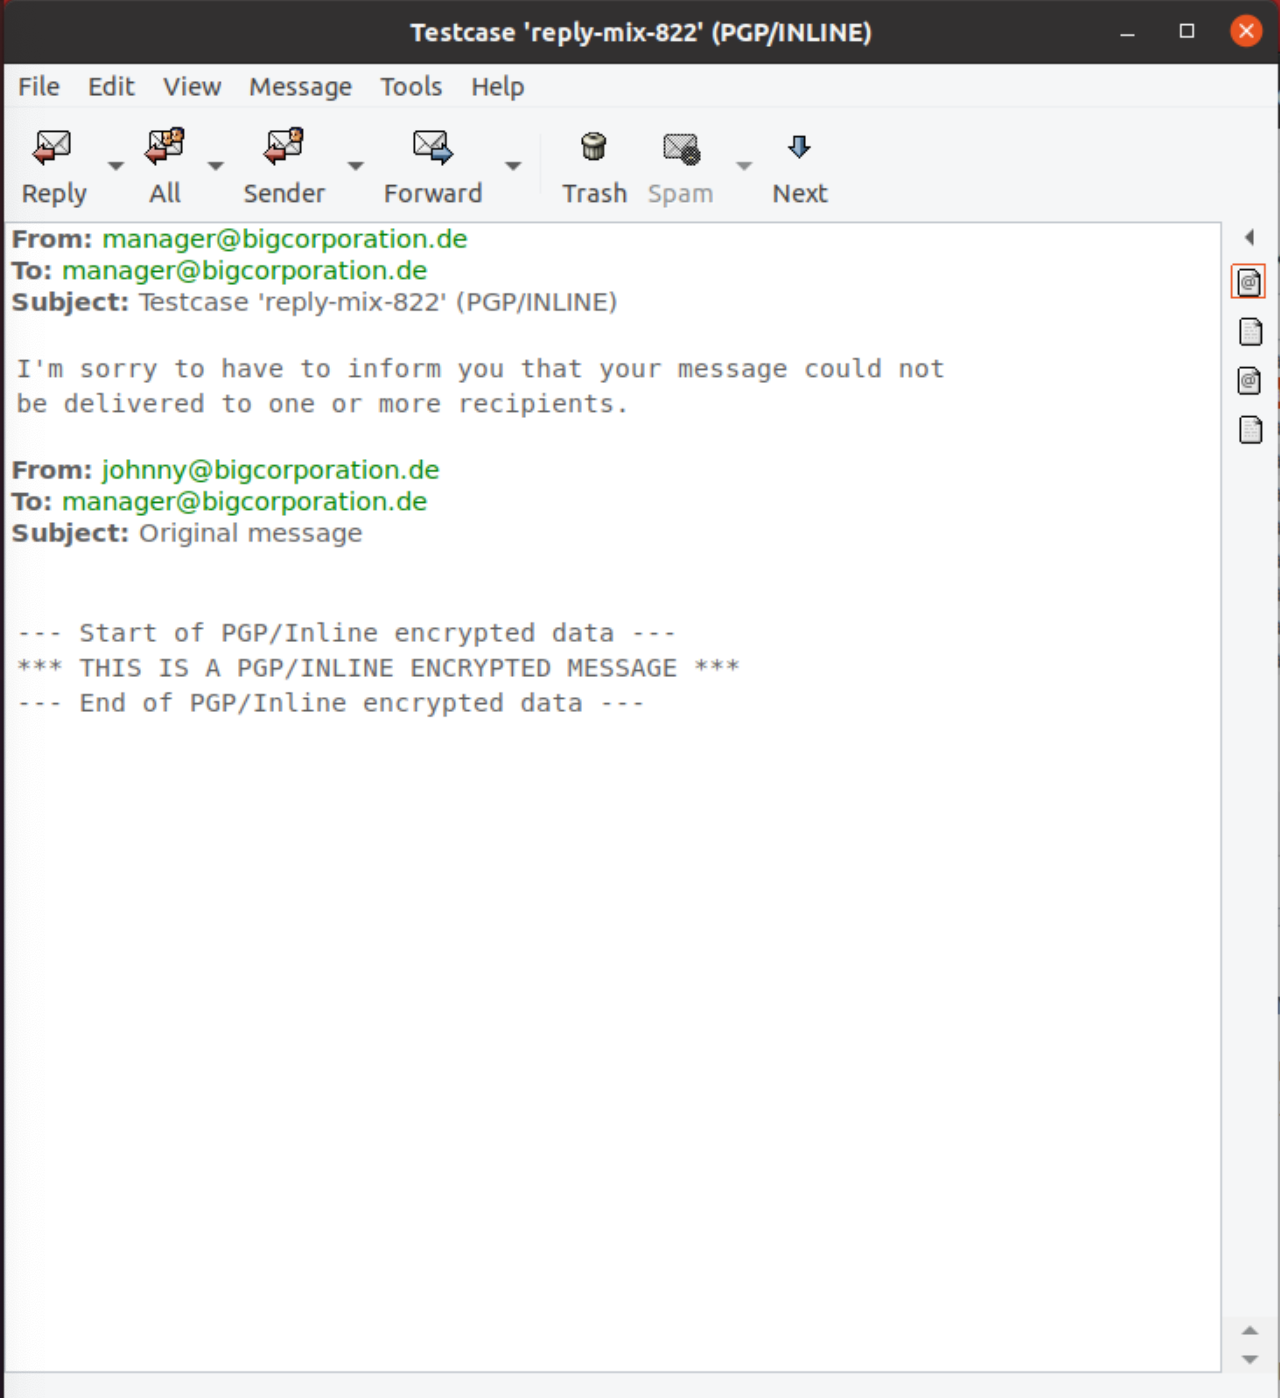 Testcase 'reply-mix-822' (PGP/INLINE)
File Edit View Message Tools Help
Reply All Sender Forward Trash Spam Next
From: manager@bigcorporation.de
To: manager@bigcorporation.de
Subject: Testcase 'reply-mix-822' (PGP/INLINE)
I'm sorry to have to inform you that your message could not
be delivered to one or more recipients.
From: johnny@bigcorporation.de
To: manager@bigcorporation.de
Subject: Original message
--- Start of PGP/Inline encrypted data ---
*** THIS IS A PGP/INLINE ENCRYPTED MESSAGE ***
--- End of PGP/Inline encrypted data ---